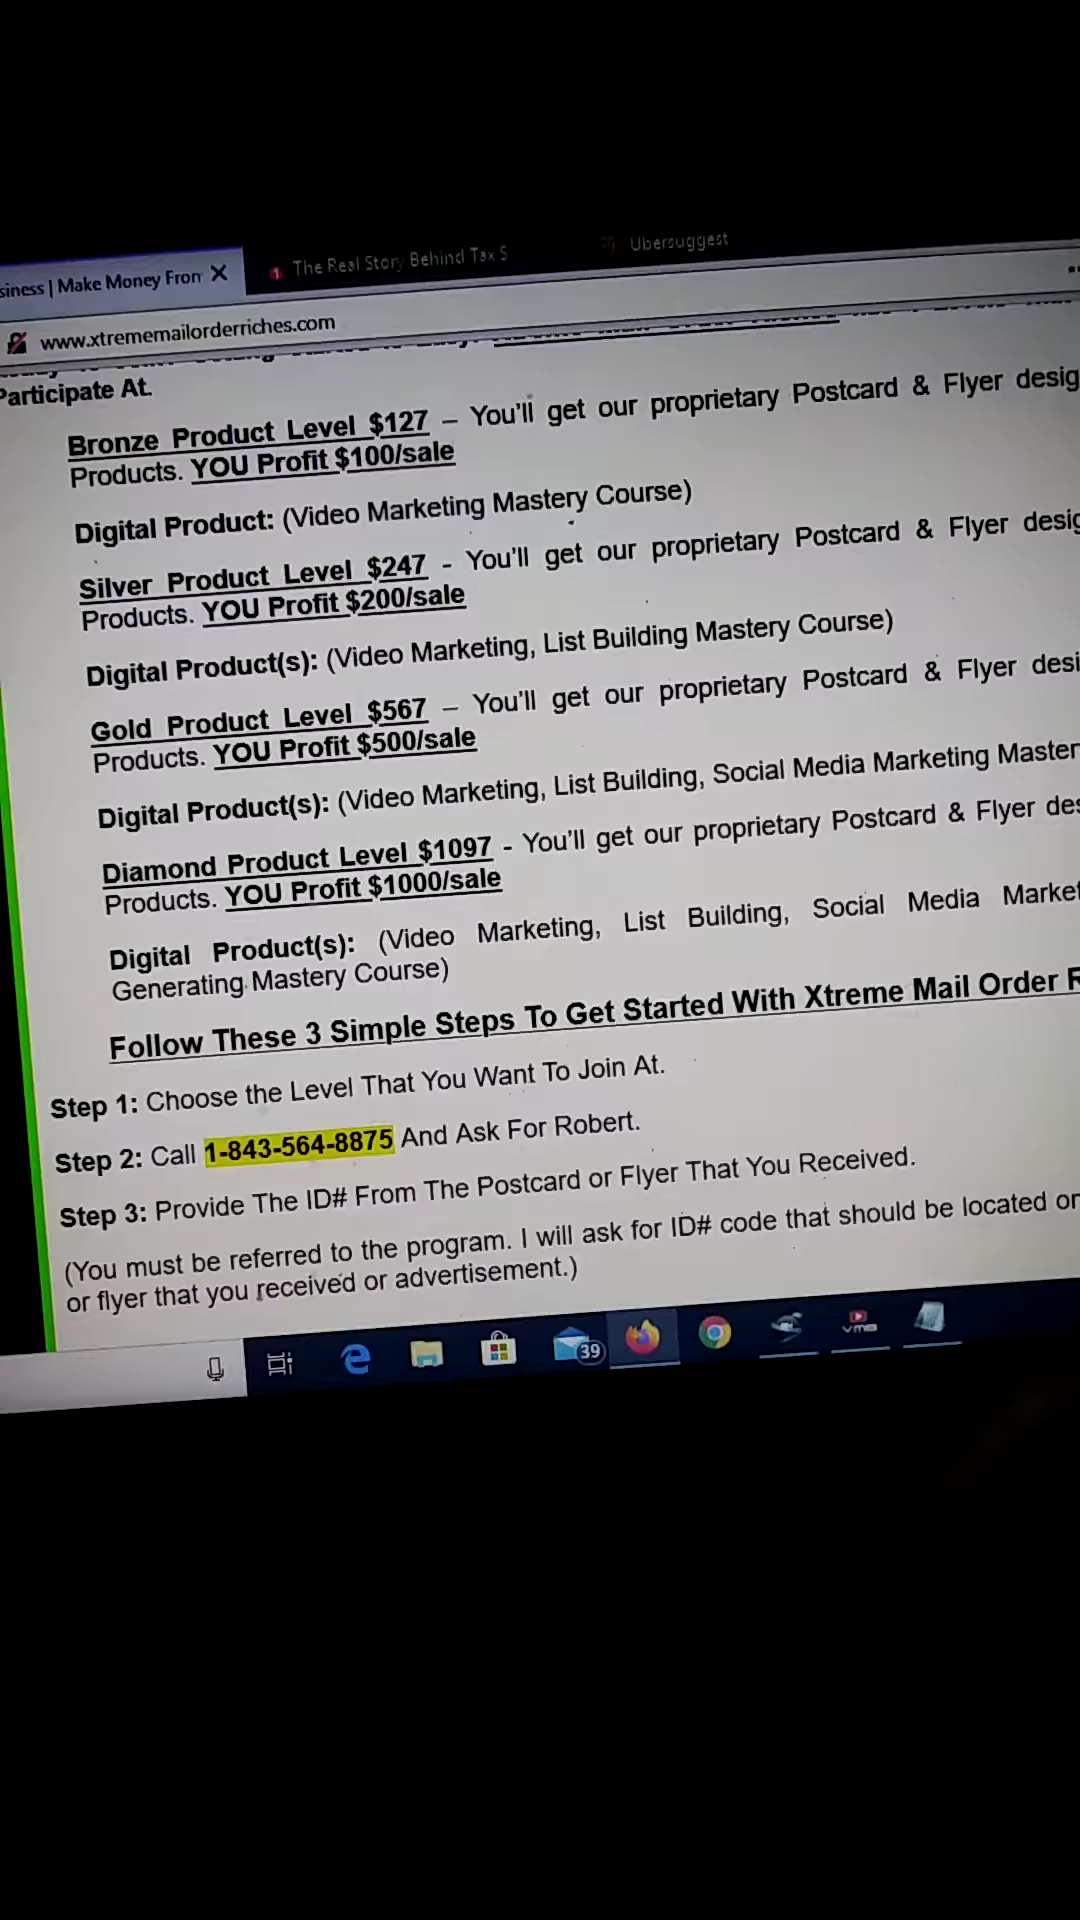 siness | Make Money Fron
The Real Story Behind Tax S
Ubersuggest
www.xtrememailorderriches.com
Participate At.
Bronze Product Level $127 – You'll get our proprietary Postcard & Flyer desig
Products. YOU Profit $100/sale
Digital Product: (Video Marketing Mastery Course)
Silver Product Level $247 - You'll get our proprietary Postcard & Flyer desig
Products. YOU Profit $200/sale
Digital Product(s): (Video Marketing, List Building Mastery Course)
Gold Product Level $567 – You'll get our proprietary Postcard & Flyer desi
Products. YOU Profit $500/sale
Digital Product(s): (Video Marketing, List Building, Social Media Marketing Master
Diamond Product Level $1097 - You'll get our proprietary Postcard & Flyer des
Products. YOU Profit $1000/sale
Digital Product(s): (Video Marketing, List Building, Social Media Market
Generating Mastery Course)
Follow These 3 Simple Steps To Get Started With Xtreme Mail Order R
Step 1: Choose the Level That You Want To Join At.
Step 2: Call 1-843-564-8875 And Ask For Robert.
Step 3: Provide The ID# From The Postcard or Flyer That You Received.
(You must be referred to the program. I will ask for ID# code that should be located on
or flyer that you received or advertisement.)
39